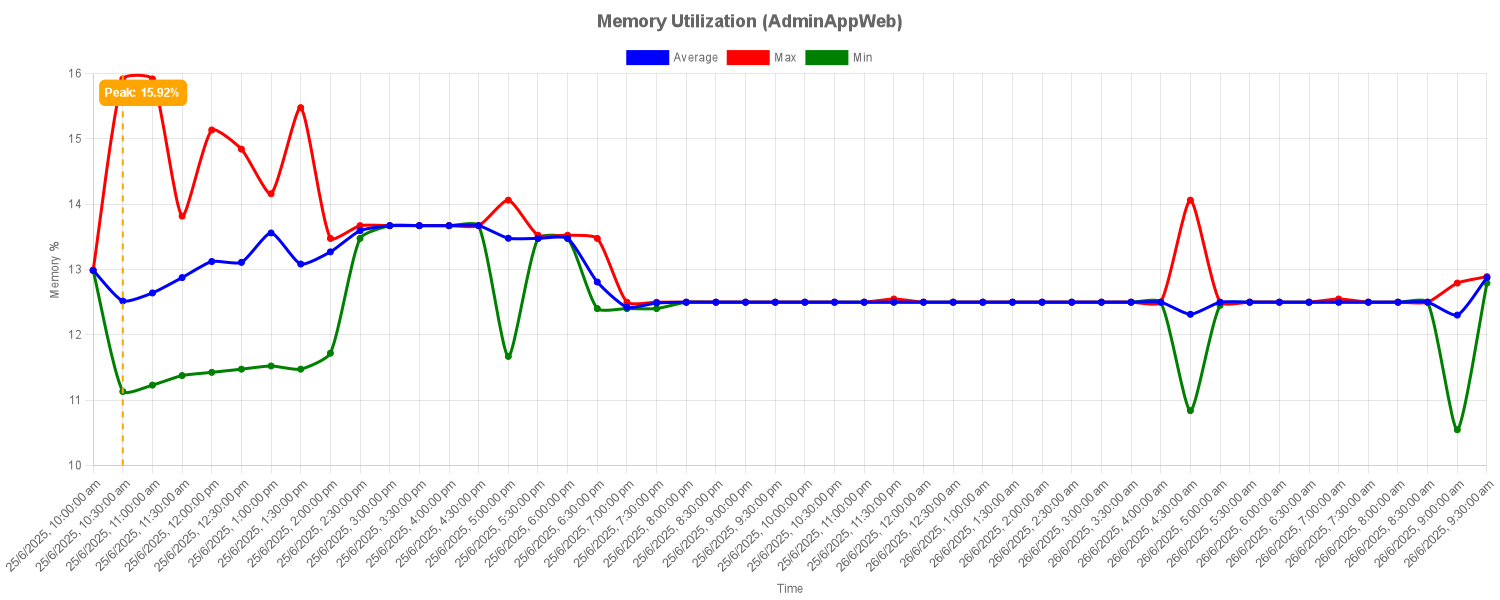 Memory Utilization (AdminAppWeb)
Average Max Min
Peak: 15.92%
Memory %
16
15
14
13
12
11
10
25/6/2025, 10:00:00 am
25/6/2025, 10:30:00 am
25/6/2025, 11:00:00 am
25/6/2025, 11:30:00 am
25/6/2025, 12:00:00 pm
25/6/2025, 12:30:00 pm
25/6/2025, 1:00:00 pm
25/6/2025, 1:30:00 pm
25/6/2025, 2:00:00 pm
25/6/2025, 2:30:00 pm
25/6/2025, 3:00:00 pm
25/6/2025, 3:30:00 pm
25/6/2025, 4:00:00 pm
25/6/2025, 4:30:00 pm
25/6/2025, 5:00:00 pm
25/6/2025, 5:30:00 pm
25/6/2025, 6:00:00 pm
25/6/2025, 6:30:00 pm
25/6/2025, 7:00:00 pm
25/6/2025, 7:30:00 pm
25/6/2025, 8:00:00 pm
25/6/2025, 8:30:00 pm
25/6/2025, 9:00:00 pm
25/6/2025, 9:30:00 pm
25/6/2025, 10:00:00 pm
25/6/2025, 10:30:00 pm
25/6/2025, 11:00:00 pm
25/6/2025, 11:30:00 pm
26/6/2025, 12:00:00 am
26/6/2025, 12:30:00 am
26/6/2025, 1:00:00 am
26/6/2025, 1:30:00 am
26/6/2025, 2:00:00 am
26/6/2025, 2:30:00 am
26/6/2025, 3:00:00 am
26/6/2025, 3:30:00 am
26/6/2025, 4:00:00 am
26/6/2025, 4:30:00 am
26/6/2025, 5:00:00 am
26/6/2025, 5:30:00 am
26/6/2025, 6:00:00 am
26/6/2025, 6:30:00 am
26/6/2025, 7:00:00 am
26/6/2025, 7:30:00 am
26/6/2025, 8:00:00 am
26/6/2025, 8:30:00 am
26/6/2025, 9:00:00 am
26/6/2025, 9:30:00 am
Time